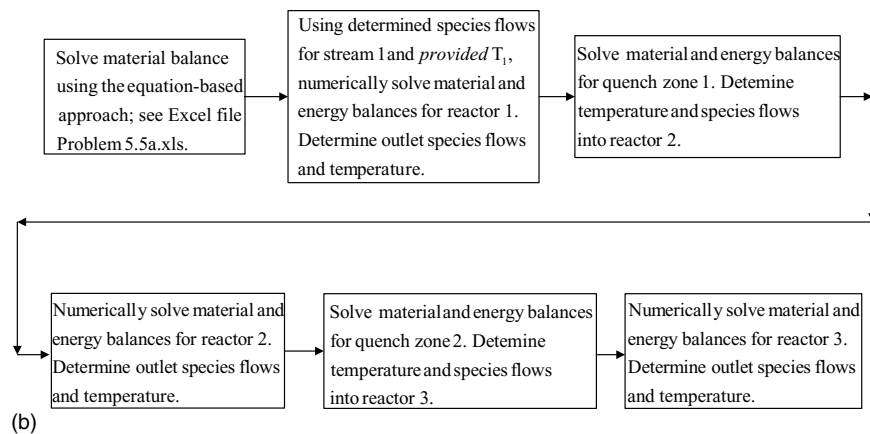 Solve material balance
using the equation-based
approach; see Excel file
Problem 5.5a.xls.
Using determined species flows
for stream 1 and provided T1,
numerically solve material and
energy balances for reactor 1.
Determine outlet species flows
and temperature.
Solve material and energy balances
for quench zone 1. Detemine
temperature and species flows
into reactor 2.
Numerically solve material and
energy balances for reactor 2.
Determine outlet species flows
and temperature.
Solve material and energy balances
for quench zone 2. Detemine
temperature and species flows
into reactor 3.
Numerically solve material and
energy balances for reactor 3.
Determine outlet species flows
and temperature.
(b)